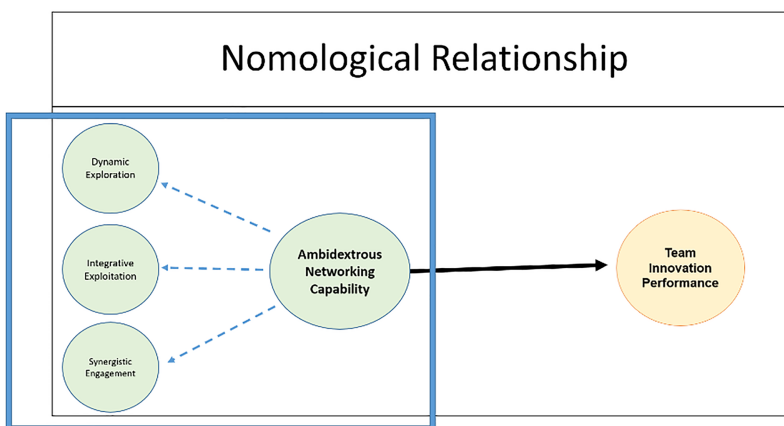 Nomological Relationship
Dynamic
Exploration
Integrative
Exploitation
Synergistic
Engagement
Ambidextrous
Networking
Capability
Team
Innovation
Performance